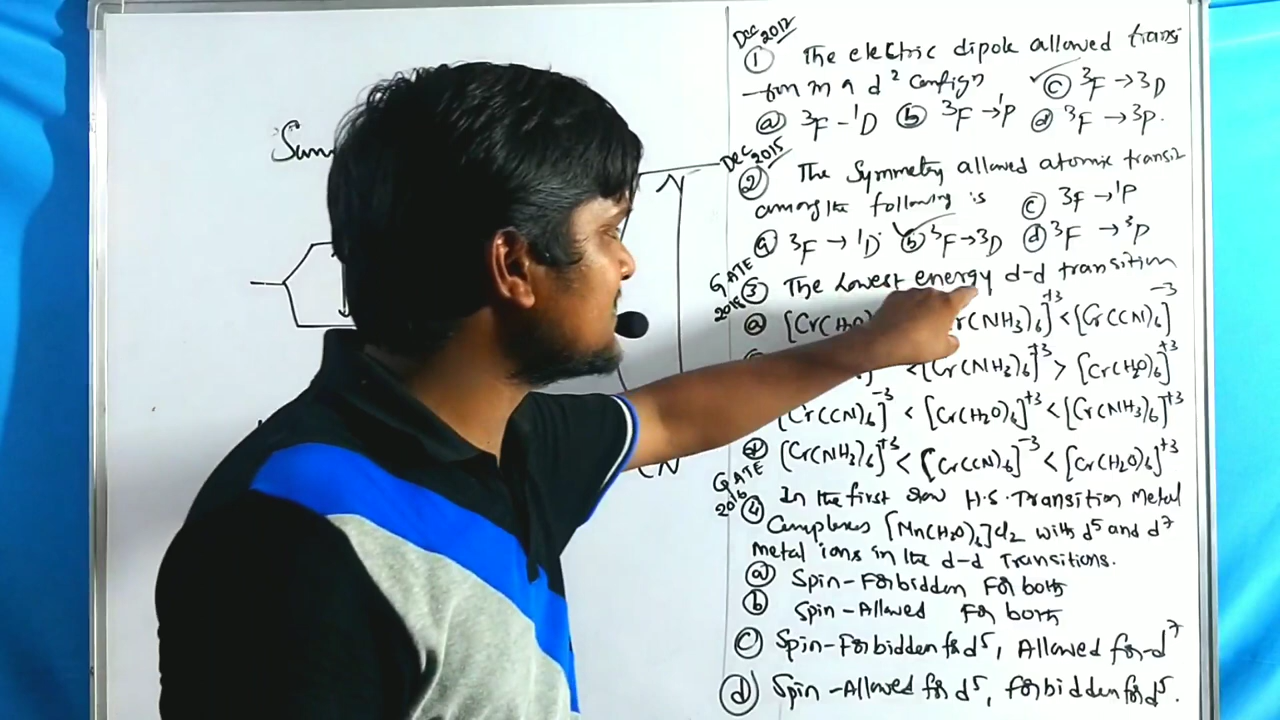 Dec 2012
① The electric dipole allowed transi
-tion in a d² config^n ✓ⓒ ³F → ³D
ⓐ ³F - ¹D ⓑ ³F → ¹P ⓓ ³F → ³P.
Dec 2015
② The Symmetry allowed atomic transit
among the following is ⓒ ³F → ¹P
ⓐ ³F → ¹D ✓ⓑ ³F → ³D ⓓ ³F → ³P
GATE
③ The Lowest energy d-d transition
ⓐ [Cr(H₂O) (NH₃)₆]⁺³ < [Cr(CN)₆]⁻³
< [Cr(NH₃)₆]⁺³ > [Cr(H₂O)₆]⁺³
[Cr(CN)₆]⁻³ < [Cr(H₂O)₆]⁺³ < [Cr(NH₃)₆]⁺³
ⓓ [Cr(NH₃)₆]⁺³ < [Cr(CN)₆]⁻³ < [Cr(H₂O)₆]⁺³
GATE 2016
④ In the first row H.S. Transition Metal
Complexes [Mn(H₂O)₆]Cl₂ with d⁵ and d⁷
Metal ions in the d-d Transitions.
ⓐ Spin-Forbidden For both
ⓑ Spin-Allowed For both
ⓒ Spin-Forbidden for d⁵, Allowed for d⁷
ⓓ Spin-Allowed for d⁵, forbidden for d⁵.